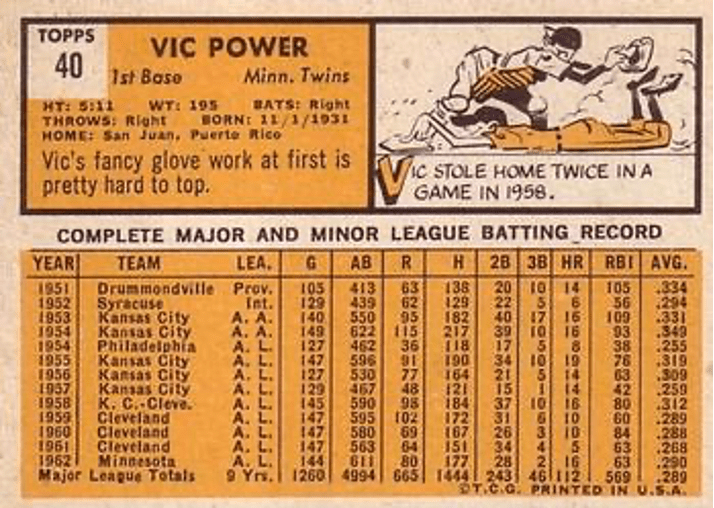 TOPPS
40
VIC POWER
1st Base Minn. Twins
HT: 5:11 WT: 195 BATS: Right
THROWS: Right BORN: 11/1/1931
HOME: San Juan, Puerto Rico
Vic's fancy glove work at first is
pretty hard to top.
VIC STOLE HOME TWICE IN A
GAME IN 1958.
COMPLETE MAJOR AND MINOR LEAGUE BATTING RECORD
YEAR TEAM LEA. G AB R H 2B 3B HR RBI AVG.
1951 Drummondville Prov. 105 413 63 138 20 10 14 105 .334
1952 Syracuse Int. 129 439 62 129 22 5 6 56 .294
1953 Kansas City A. A. 140 550 95 182 40 17 16 109 .331
1954 Kansas City A. A. 149 622 115 217 39 10 16 93 .349
1954 Philadelphia A. L. 127 462 36 118 17 5 8 38 .255
1955 Kansas City A. L. 147 596 91 190 34 10 19 76 .319
1956 Kansas City A. L. 127 530 77 164 21 5 14 63 .309
1957 Kansas City A. L. 129 467 48 121 15 1 14 42 .259
1958 K. C.-Cleve. A. L. 145 590 98 184 37 10 16 80 .312
1959 Cleveland A. L. 147 595 102 172 31 6 10 60 .289
1960 Cleveland A. L. 147 580 69 167 26 3 10 84 .288
1961 Cleveland A. L. 147 563 64 151 34 4 5 63 .268
1962 Minnesota A. L. 144 611 80 177 28 2 16 63 .290
Major League Totals 9 Yrs. 1260 4994 665 1444 243 46 112 569 .289
©T.C.G. PRINTED IN U.S.A.